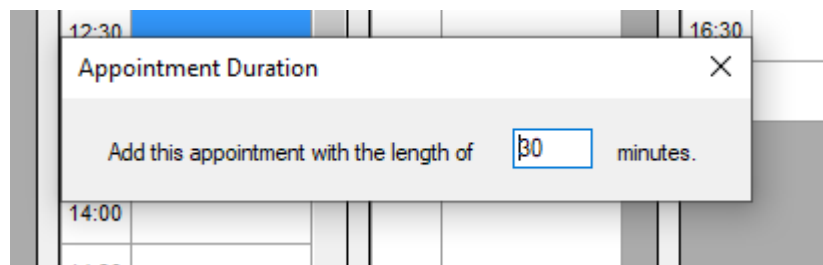 12:30
16:30
Appointment Duration
Add this appointment with the length of 30 minutes.
14:00